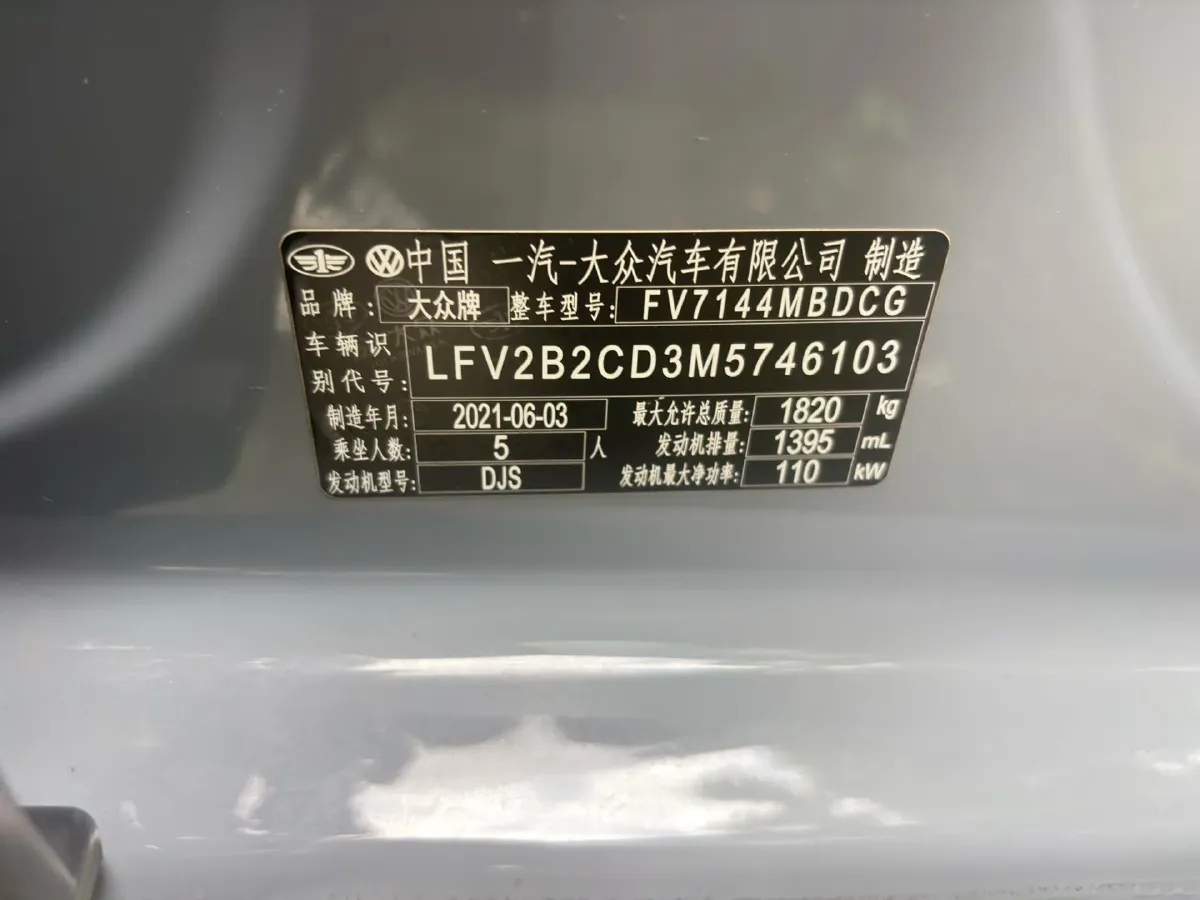 中国 一汽-大众汽车有限公司 制造
品牌: 大众牌 整车型号: FV7144MBDCG
车辆识别代号: LFV2B2CD3M5746103
制造年月: 2021-06-03 最大允许总质量: 1820 kg
乘坐人数: 5 人 发动机排量: 1395 mL
发动机型号: DJS 发动机最大净功率: 110 kW